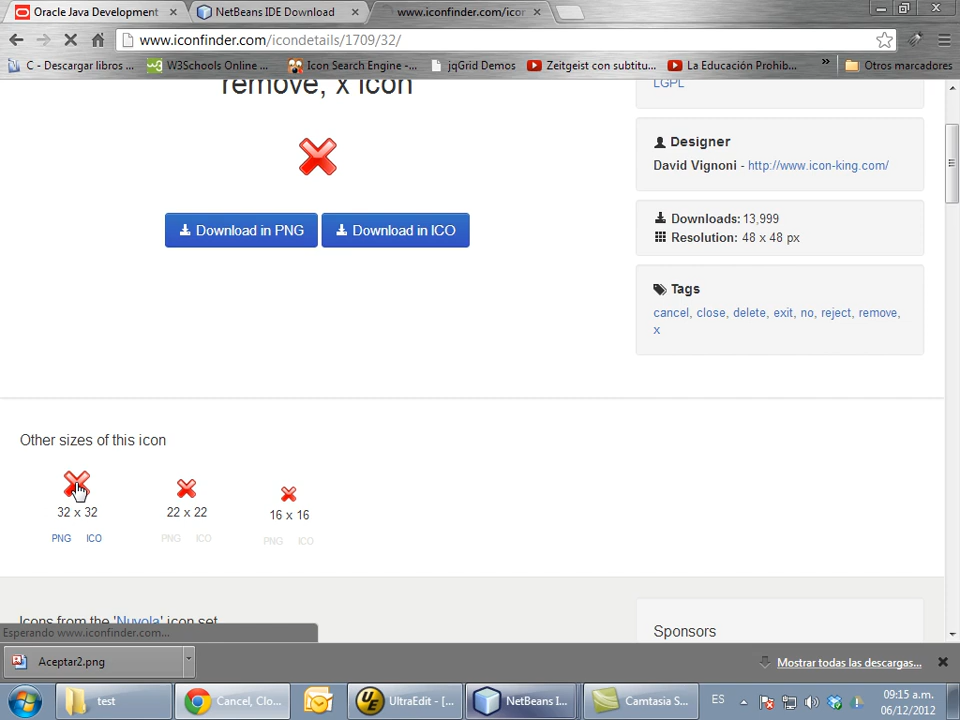 Oracle Java Development
NetBeans IDE Download
www.iconfinder.com/icor
www.iconfinder.com/icondetails/1709/32/
C - Descargar libros ...
W3Schools Online ...
Icon Search Engine -...
jqGrid Demos
Zeitgeist con subtitu...
La Educación Prohib...
»
Otros marcadores
remove, x icon
LGPL
Designer
David Vignoni - http://www.icon-king.com/
Download in PNG
Download in ICO
Downloads: 13,999
Resolution: 48 x 48 px
Tags
cancel, close, delete, exit, no, reject, remove,
x
Other sizes of this icon
32 x 32
22 x 22
16 x 16
PNG ICO
PNG ICO
PNG ICO
Icons from the 'Nuvola' icon set
Sponsors
Esperando www.iconfinder.com...
Aceptar2.png
Mostrar todas las descargas...
test
Cancel, Clo...
UltraEdit - [...
NetBeans I...
Camtasia S...
ES
09:15 a.m.
06/12/2012